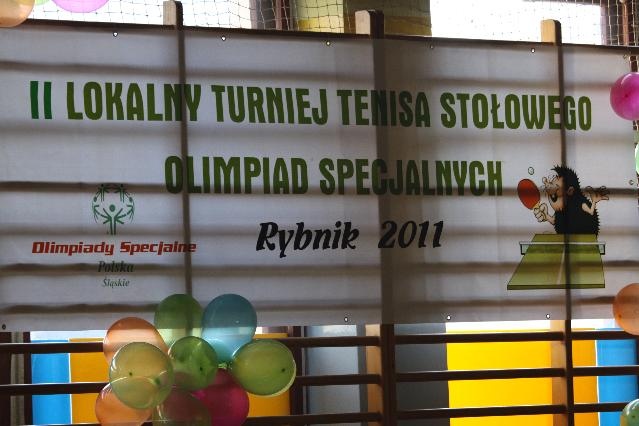 II LOKALNY TURNIEJ TENISA STOŁOWEGO
OLIMPIAD SPECJALNYCH
Rybnik 2011
Olimpiady Specjalne
Polska
Śląskie